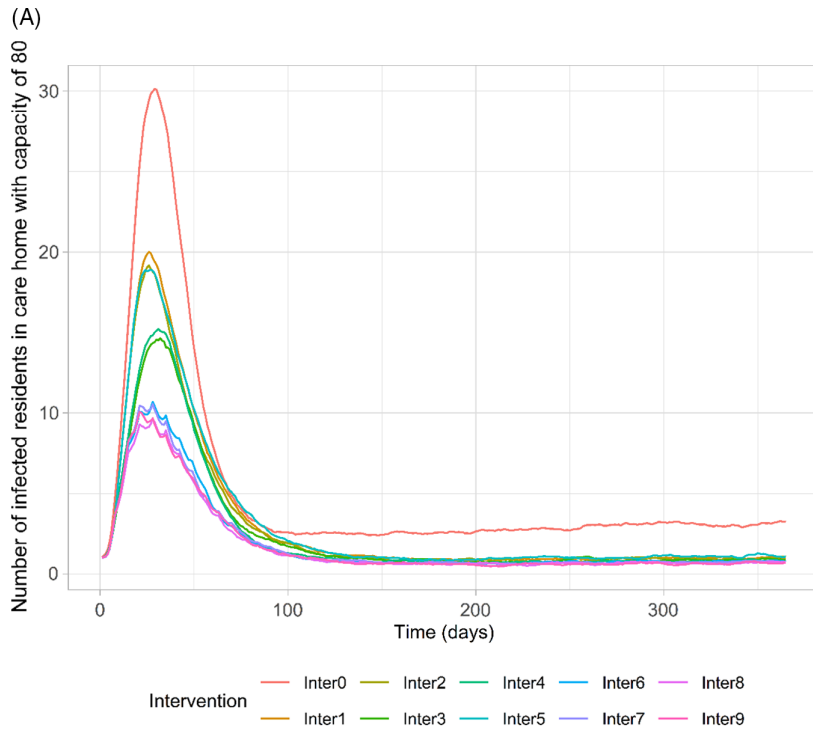 (A)
Number of infected residents in care home with capacity of 80
30
20
10
0
0 100 200 300
Time (days)
Intervention
Inter0 Inter2 Inter4 Inter6 Inter8
Inter1 Inter3 Inter5 Inter7 Inter9